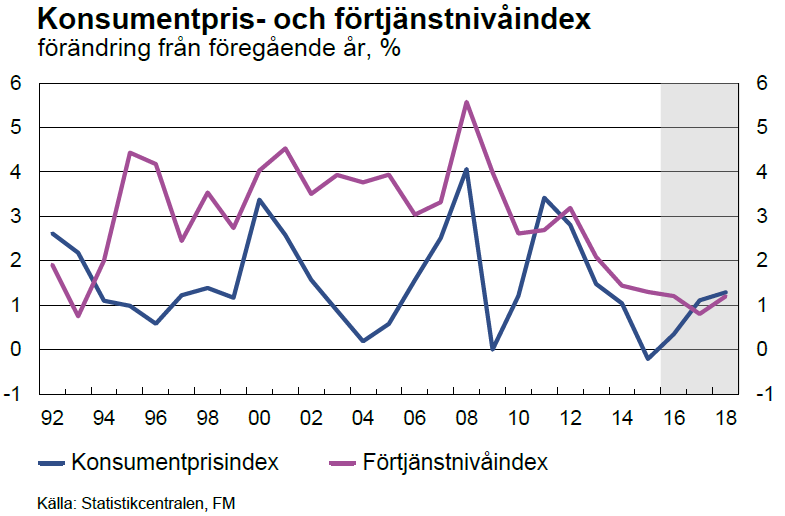 Konsumentpris- och förtjänstnivåindex
förändring från föregående år, %
6 6
5 5
4 4
3 3
2 2
1 1
0 0
-1 -1
92 94 96 98 00 02 04 06 08 10 12 14 16 18
Konsumentprisindex Förtjänstnivåindex
Källa: Statistikcentralen, FM